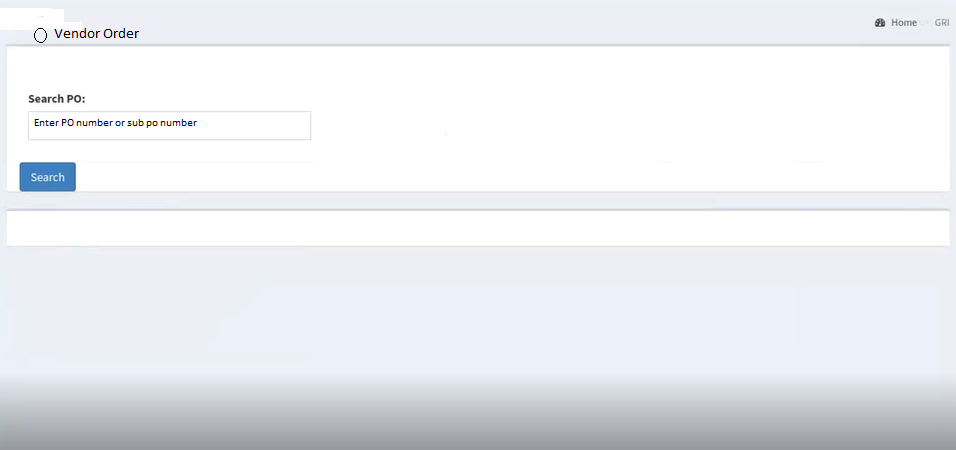 Home GRI
Vendor Order
Search PO:
Enter PO number or sub po number
Search